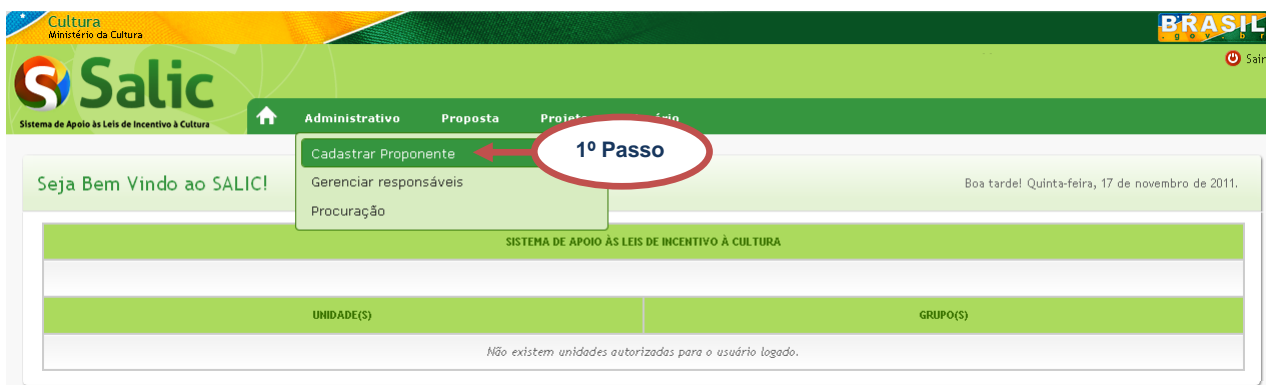 Cultura
Ministério da Cultura
BRASIL
.gov.br
Sair
Salic
Sistema de Apoio às Leis de Incentivo à Cultura
Administrativo Proposta
1º Passo
Cadastrar Proponente
Gerenciar responsáveis
Procuração
Seja Bem Vindo ao SALIC!
Boa tarde! Quinta-feira, 17 de novembro de 2011.
SISTEMA DE APOIO ÀS LEIS DE INCENTIVO À CULTURA
UNIDADE(S) GRUPO(S)
Não existem unidades autorizadas para o usuário logado.